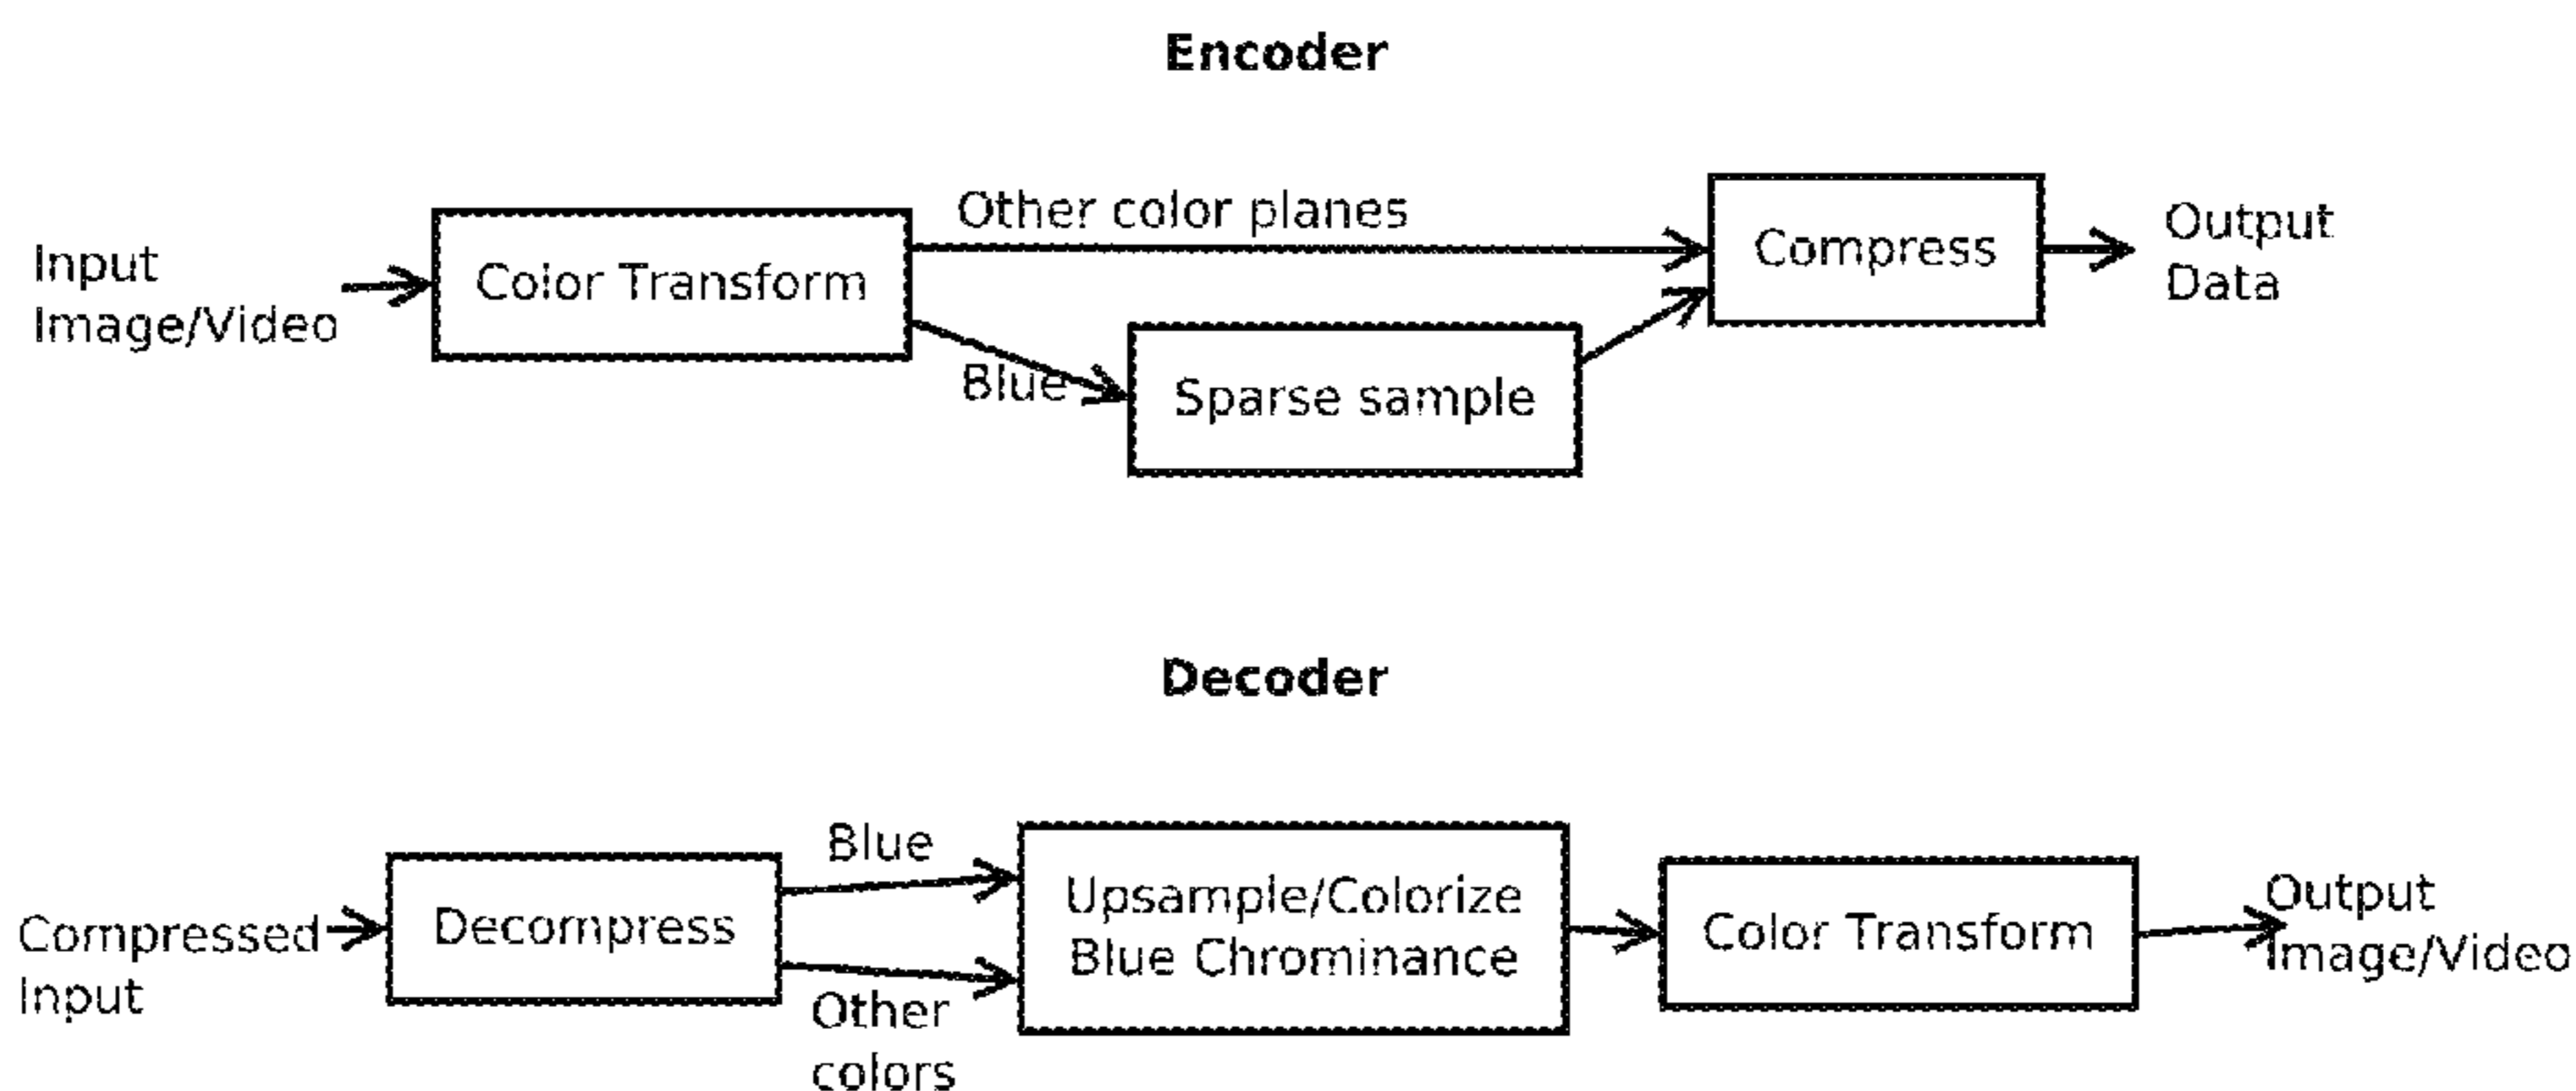 Encoder
Other color planes
Input
Image/Video
Color Transform
Blue
Sparse sample
Compress
Output
Data
Decoder
Compressed
Input
Decompress
Blue
Other
colors
Upsample/Colorize
Blue Chrominance
Color Transform
Output
Image/Video